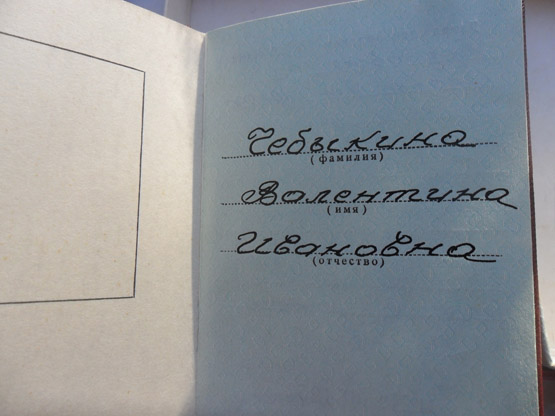 Чебыкина
(фамилия)
Валентина
(имя)
Ивановна
(отчество)